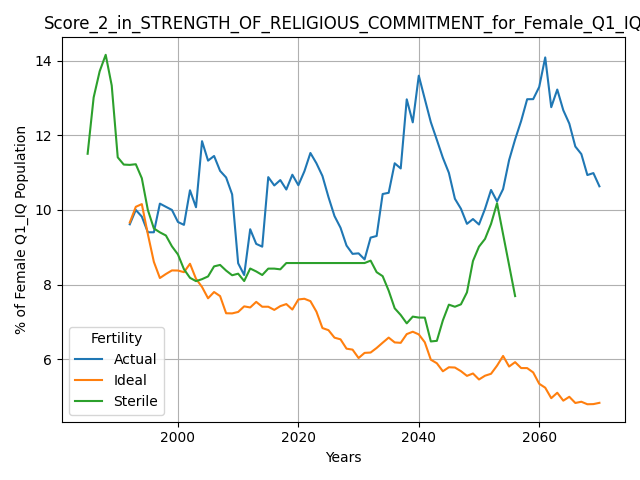 Score_2_in_STRENGTH_OF_RELIGIOUS_COMMITMENT_for_Female_Q1_IQ
% of Female Q1_IQ Population
14
12
10
8
6
Fertility
Actual
Ideal
Sterile
2000 2020 2040 2060
Years